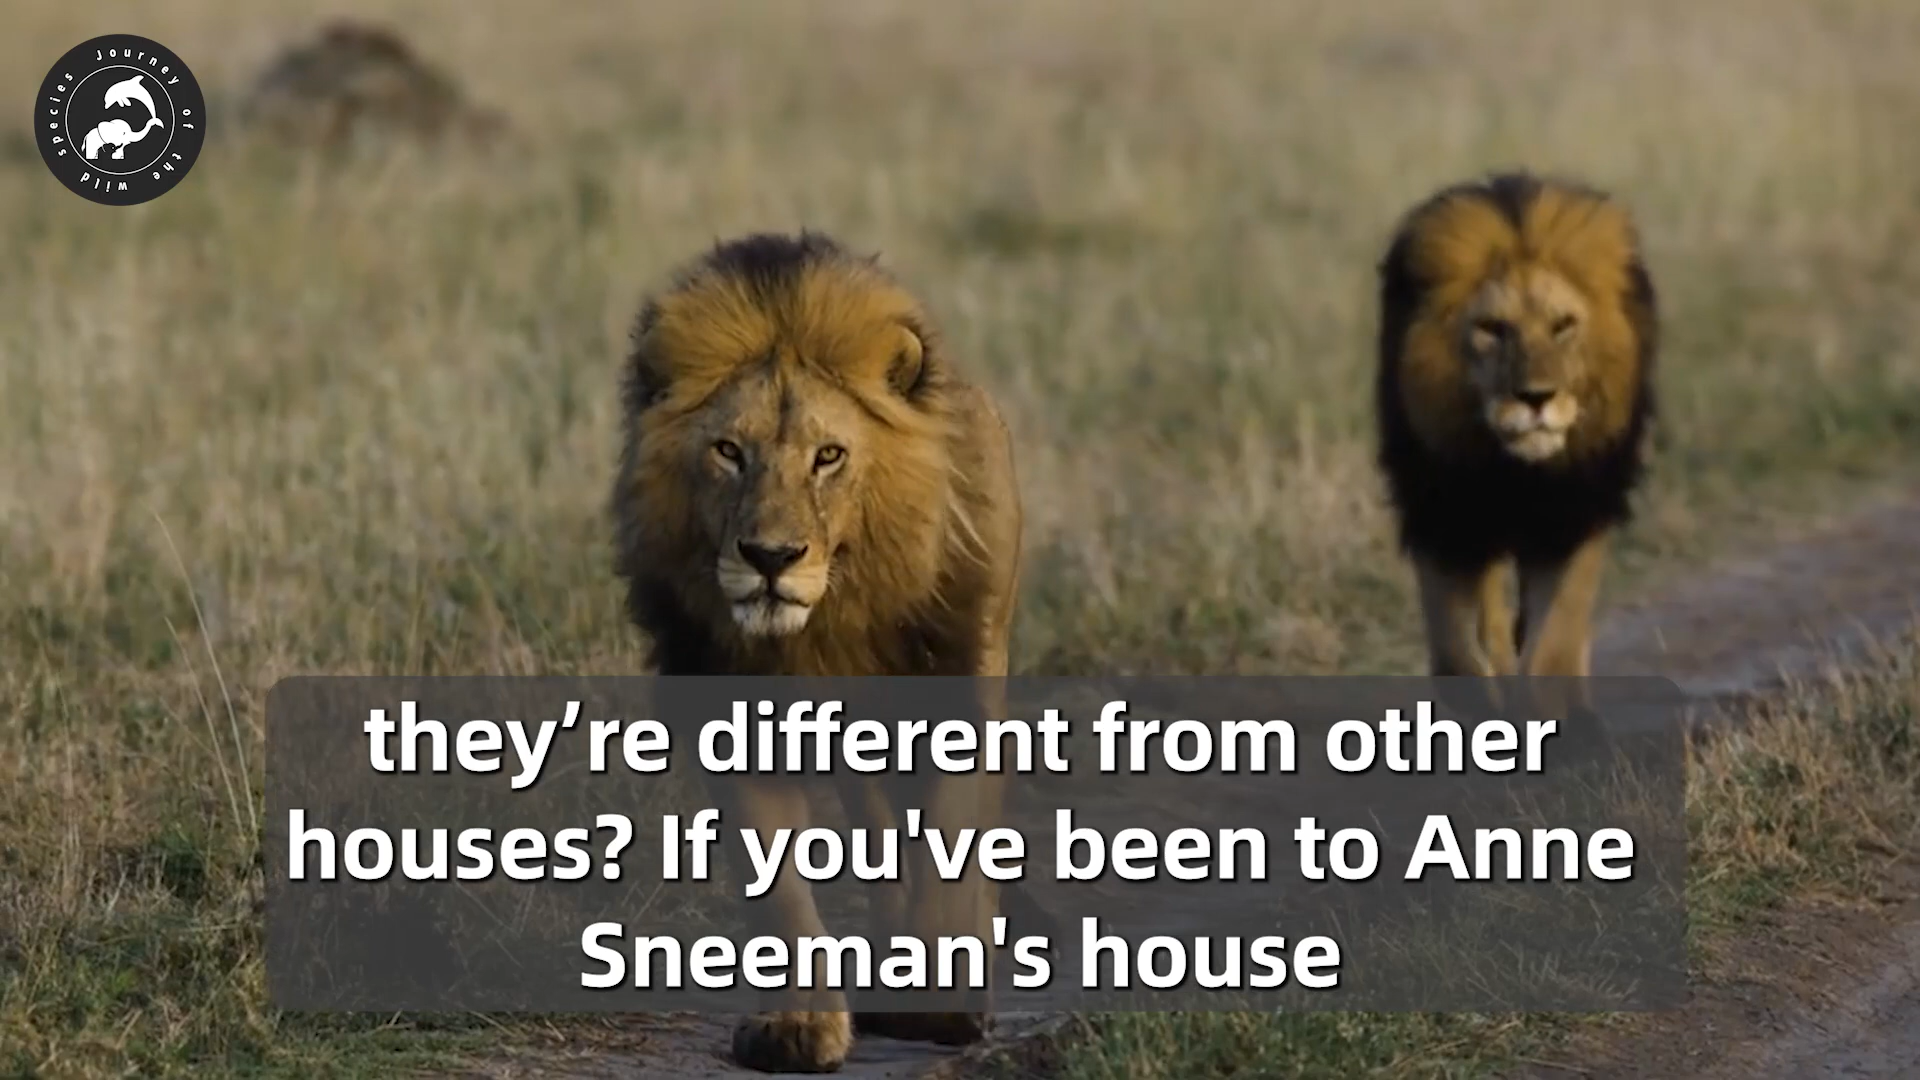 Journey of the wild species
they’re different from other
houses? If you've been to Anne
Sneeman's house